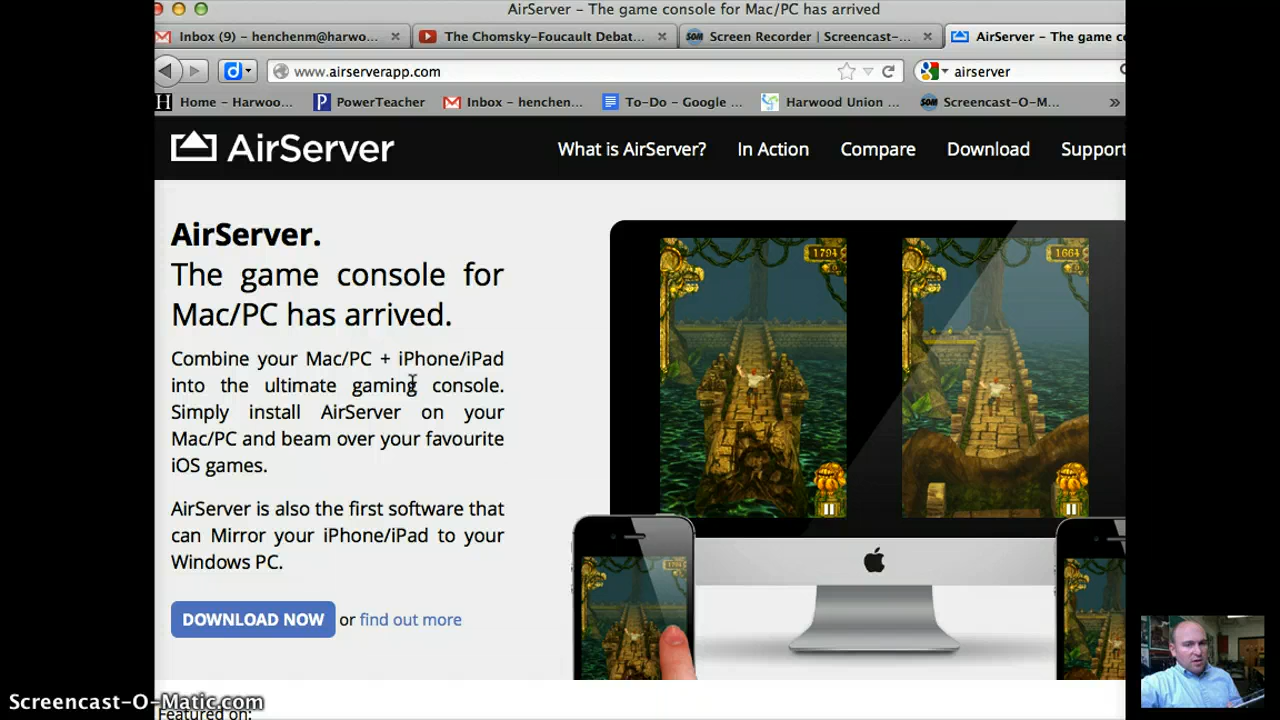 AirServer - The game console for Mac/PC has arrived
Inbox (9) - henchenm@harwo...
The Chomsky-Foucault Debat...
Screen Recorder | Screencast-...
AirServer - The game co
www.airserverapp.com
airserver
Home - Harwoo...
PowerTeacher
Inbox - henchen...
To-Do - Google ...
Harwood Union ...
Screencast-O-M...
AirServer
What is AirServer?
In Action
Compare
Download
Support
AirServer.
The game console for
Mac/PC has arrived.
Combine your Mac/PC + iPhone/iPad
into the ultimate gaming console.
Simply install AirServer on your
Mac/PC and beam over your favourite
iOS games.
AirServer is also the first software that
can Mirror your iPhone/iPad to your
Windows PC.
DOWNLOAD NOW or find out more
1794
1664
Screencast-O-Matic.com
Featured on: